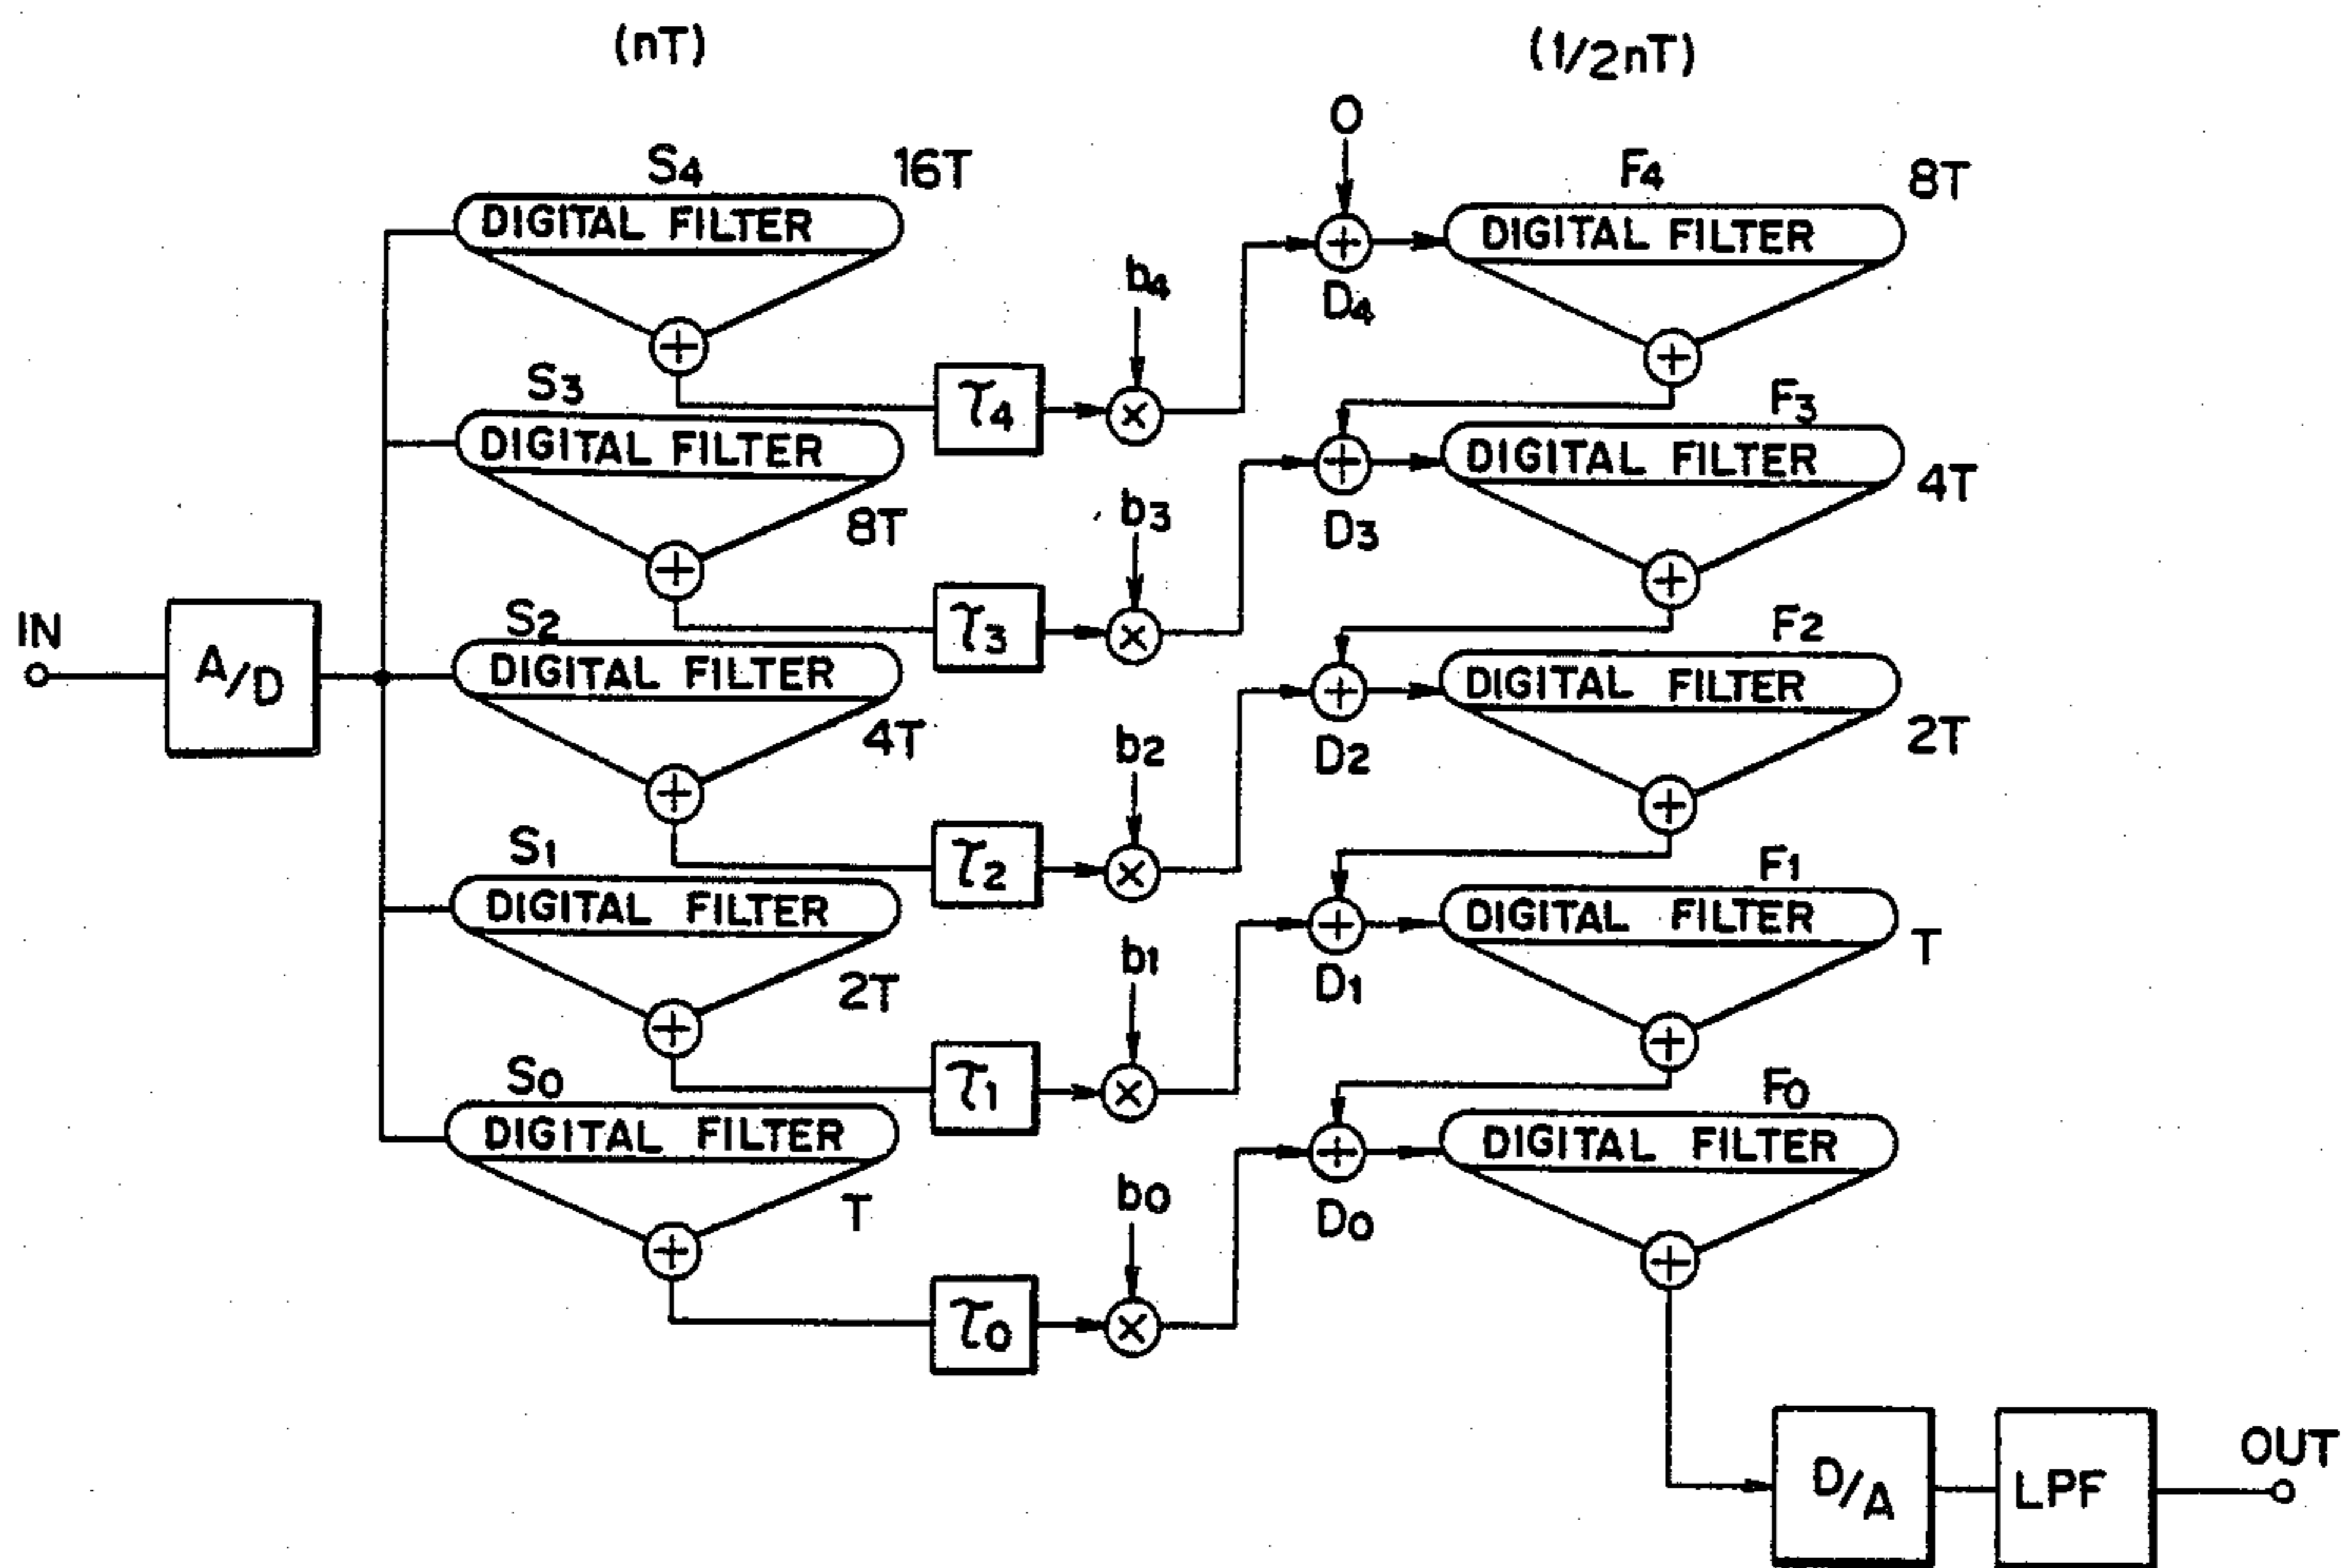 (nT) (1/2nT)
O
S4 16T F4 8T
DIGITAL FILTER DIGITAL FILTER
+ + b4 D4
+
τ4 ×
S3 F3
DIGITAL FILTER + DIGITAL FILTER
8T b3 D3 4T
+ +
τ3 ×
IN A/D S2 F2
DIGITAL FILTER + DIGITAL FILTER
4T b2 D2 2T
+ +
τ2 ×
S1 F1
DIGITAL FILTER + DIGITAL FILTER
2T b1 D1 T
+ +
τ1 ×
S0 F0
DIGITAL FILTER + DIGITAL FILTER
T b0 D0
+ +
τ0 ×
D/A LPF OUT